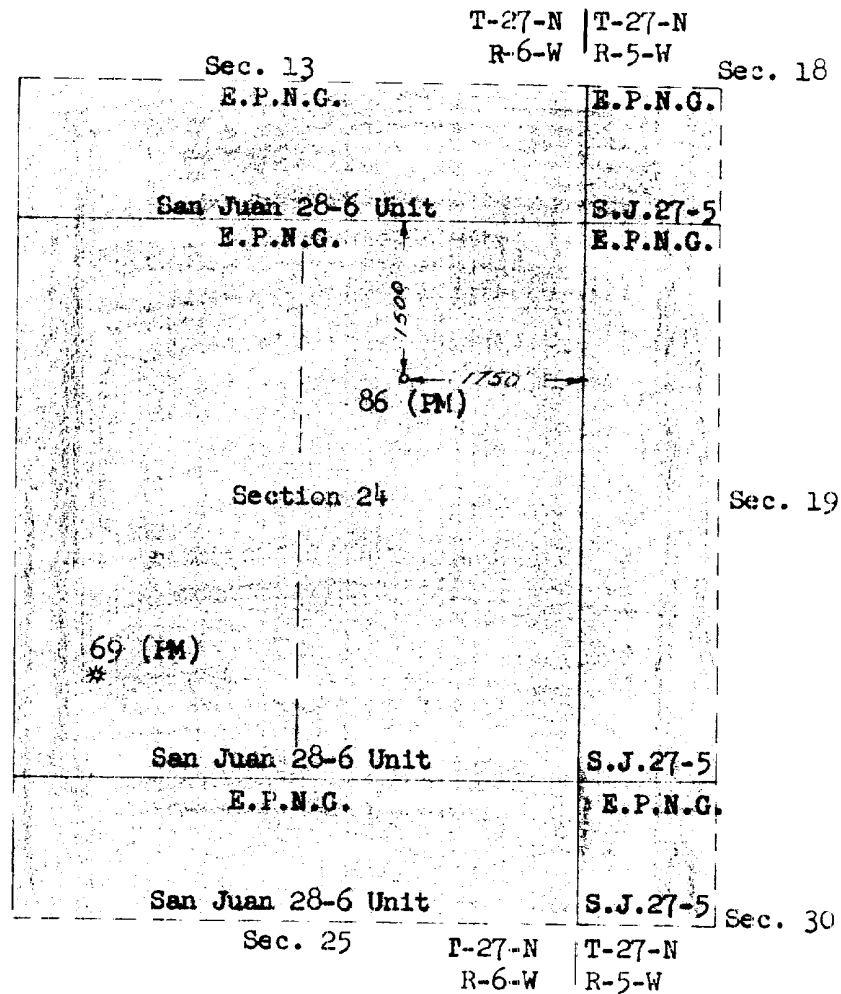 T-27-N T-27-N
R-6-W R-5-W
Sec. 13 Sec. 18
E.P.N.G. E.P.N.G.
San Juan 28-6 Unit S.J.27-5
E.P.N.G. E.P.N.G.
1500
1750'
86 (PM)
Section 24 Sec. 19
69 (PM)
San Juan 28-6 Unit S.J.27-5
E.P.N.G. E.P.N.G.
San Juan 28-6 Unit S.J.27-5
Sec. 25 Sec. 30
T-27-N T-27-N
R-6-W R-5-W